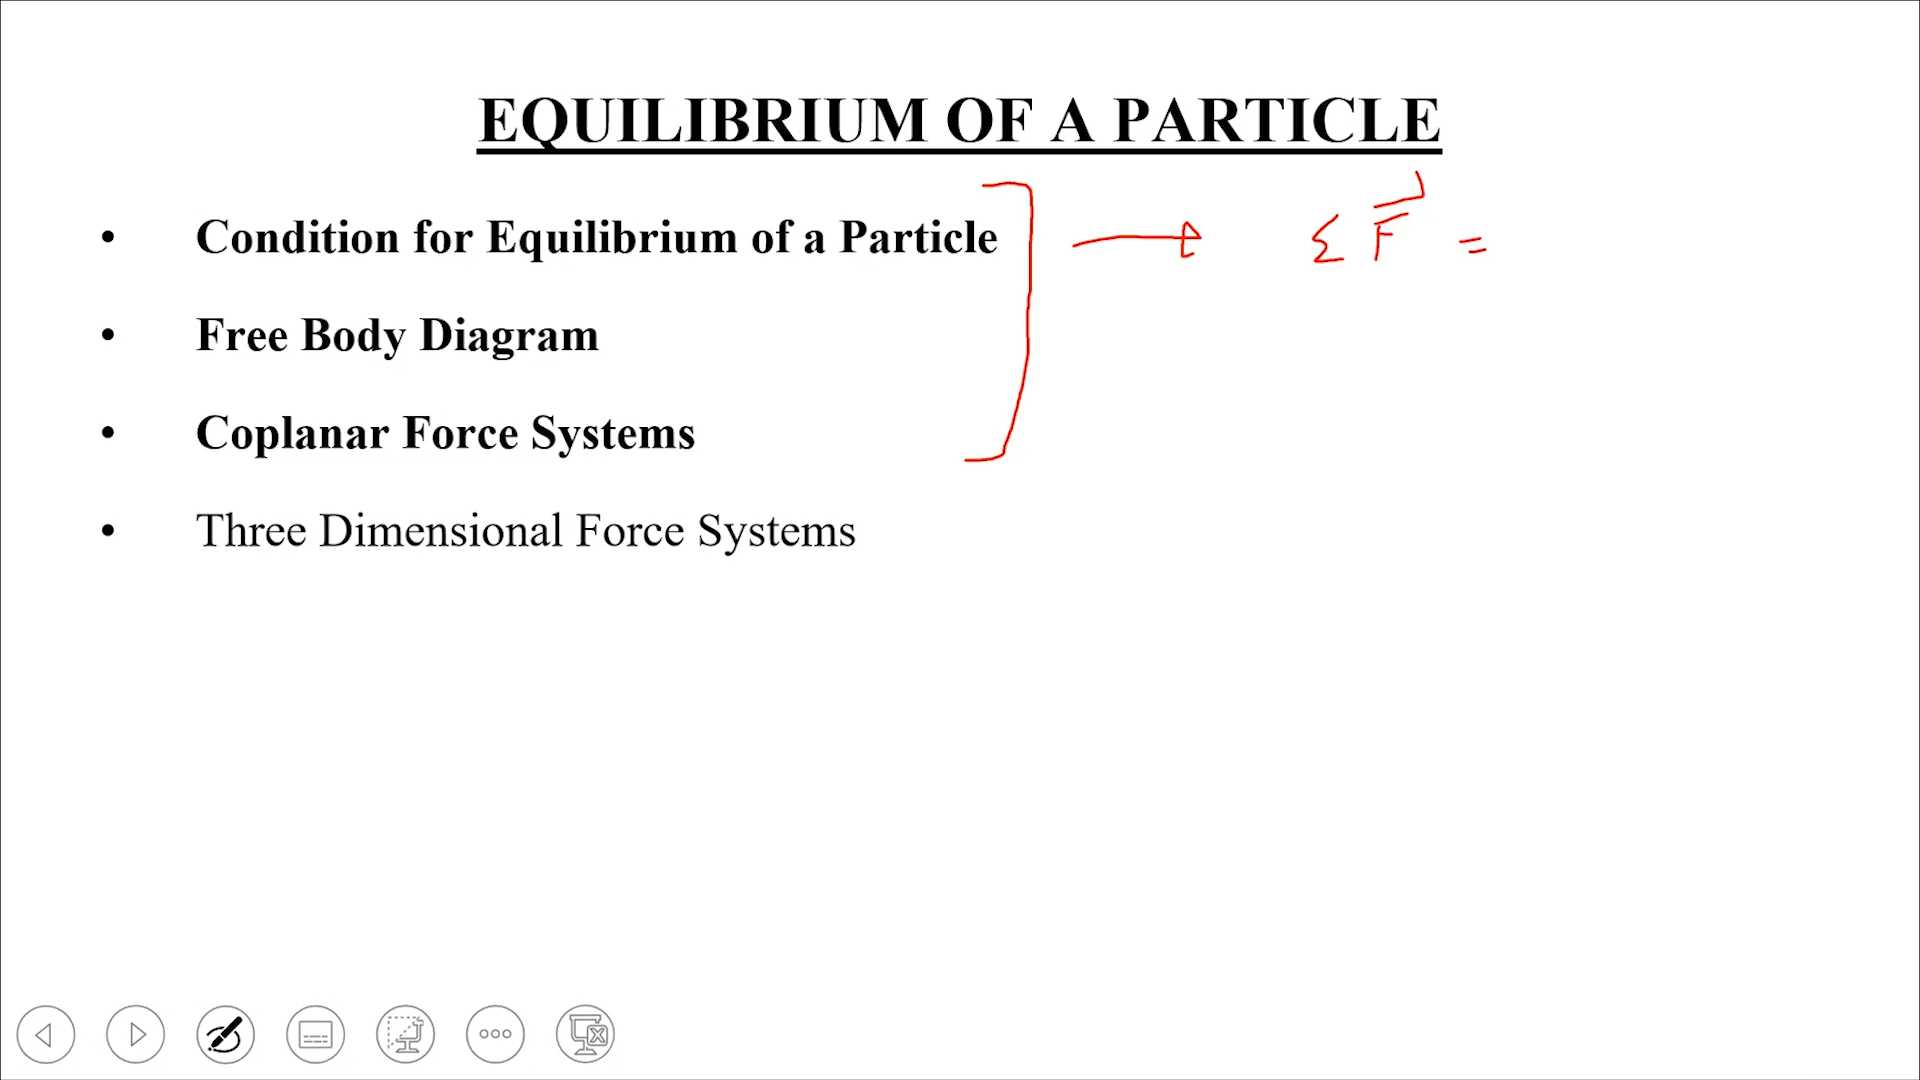 EQUILIBRIUM OF A PARTICLE
• Condition for Equilibrium of a Particle
Σ F⃗ =
• Free Body Diagram
• Coplanar Force Systems
• Three Dimensional Force Systems